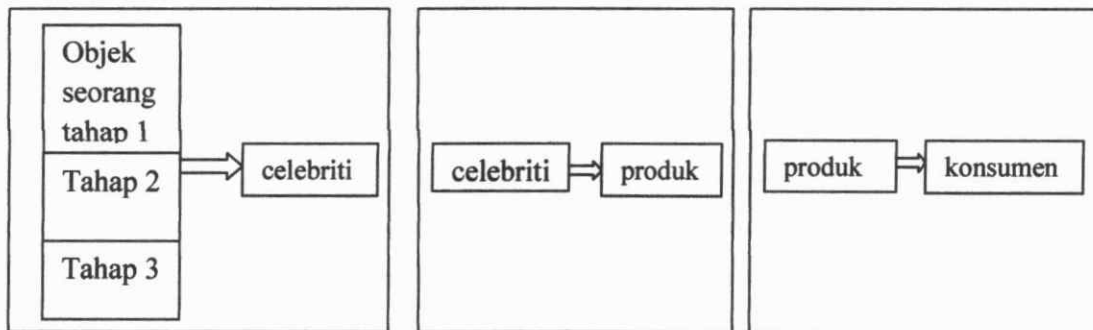 Objek
seorang
tahap 1
Tahap 2
Tahap 3
celebriti
celebriti
produk
produk
konsumen